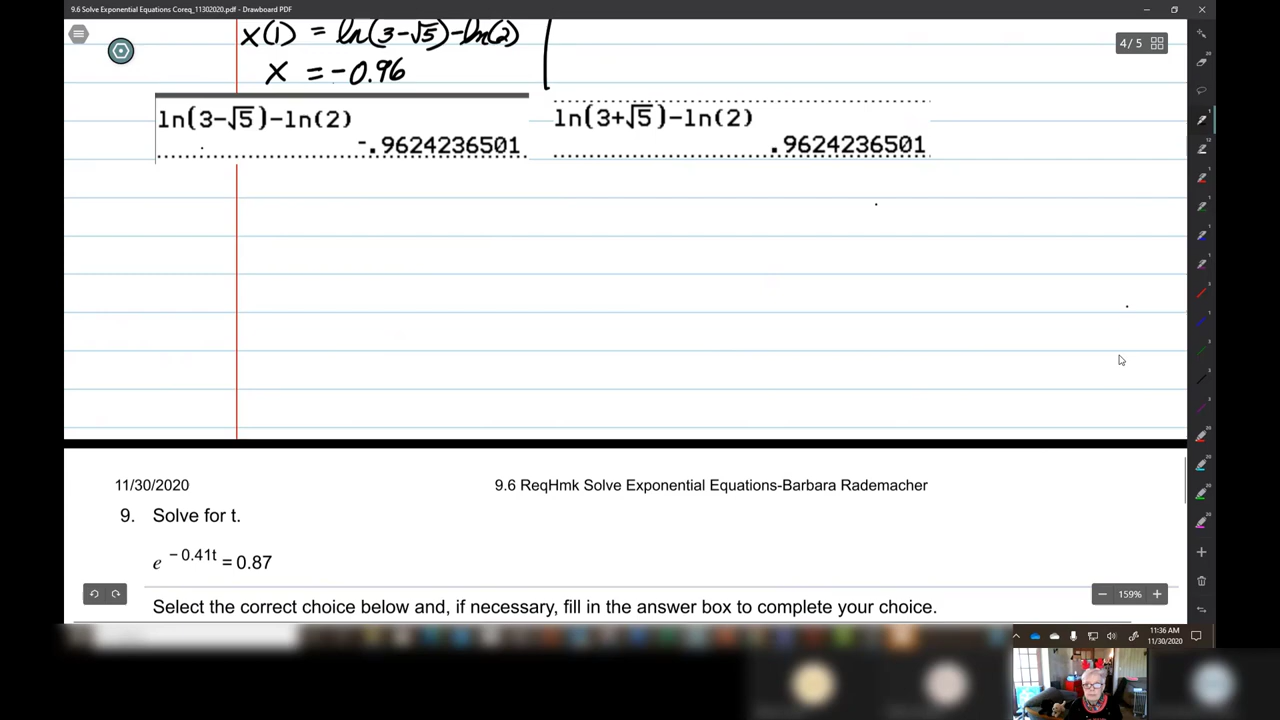 9.6 Solve Exponential Equations Coreq_11302020.pdf - Drawboard PDF
4/5
x(1) = ln(3-√5)-ln(2)
x = -0.96
ln(3-√5)-ln(2)
-.9624236501
ln(3+√5)-ln(2)
.9624236501
11/30/2020
9.6 ReqHmk Solve Exponential Equations-Barbara Rademacher
9. Solve for t.
e^-0.41t = 0.87
159%
Select the correct choice below and, if necessary, fill in the answer box to complete your choice.
11:36 AM
11/30/2020